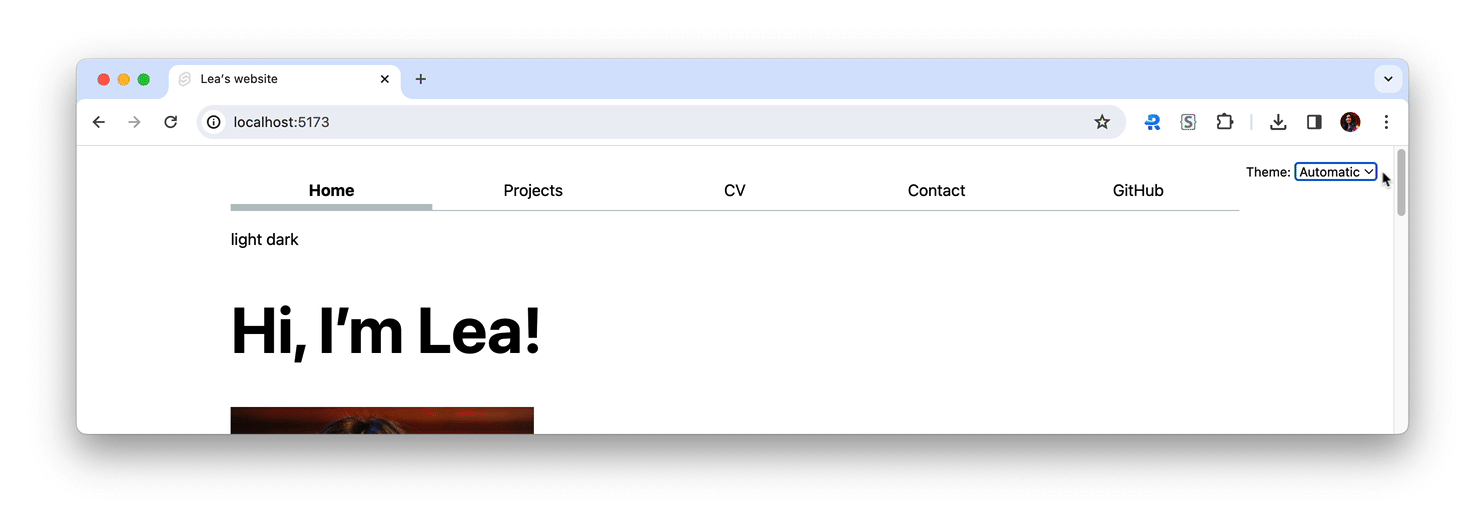 Lea's website
localhost:5173
Theme: Automatic
Home Projects CV Contact GitHub
light dark
Hi, I’m Lea!